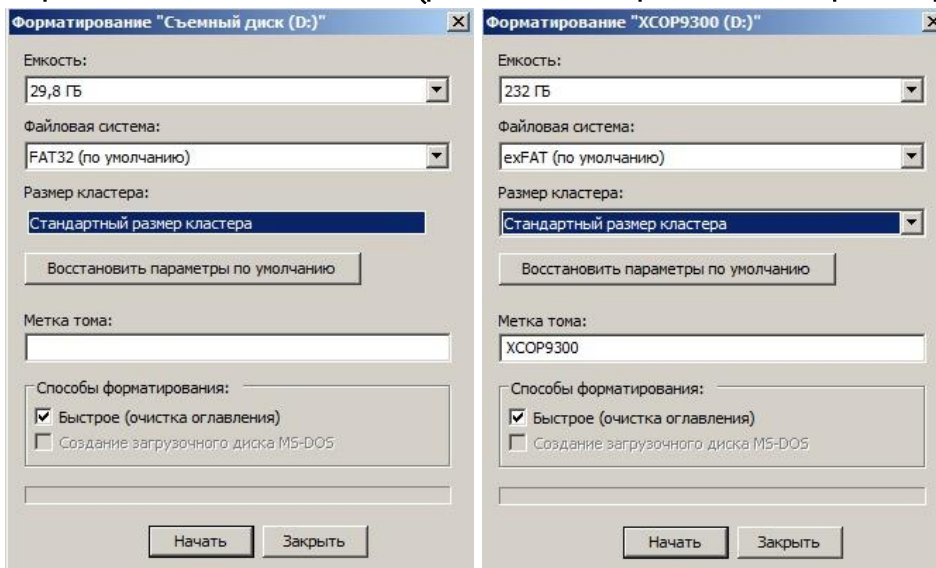 Форматирование "Съемный диск (D:)"
Емкость:
29,8 ГБ
Файловая система:
FAT32 (по умолчанию)
Размер кластера:
Стандартный размер кластера
Восстановить параметры по умолчанию
Метка тома:
Способы форматирования:
Быстрое (очистка оглавления)
Создание загрузочного диска MS-DOS
Начать
Закрыть
Форматирование "XCOP9300 (D:)"
Емкость:
232 ГБ
Файловая система:
exFAT (по умолчанию)
Размер кластера:
Стандартный размер кластера
Восстановить параметры по умолчанию
Метка тома:
XCOP9300
Способы форматирования:
Быстрое (очистка оглавления)
Создание загрузочного диска MS-DOS
Начать
Закрыть